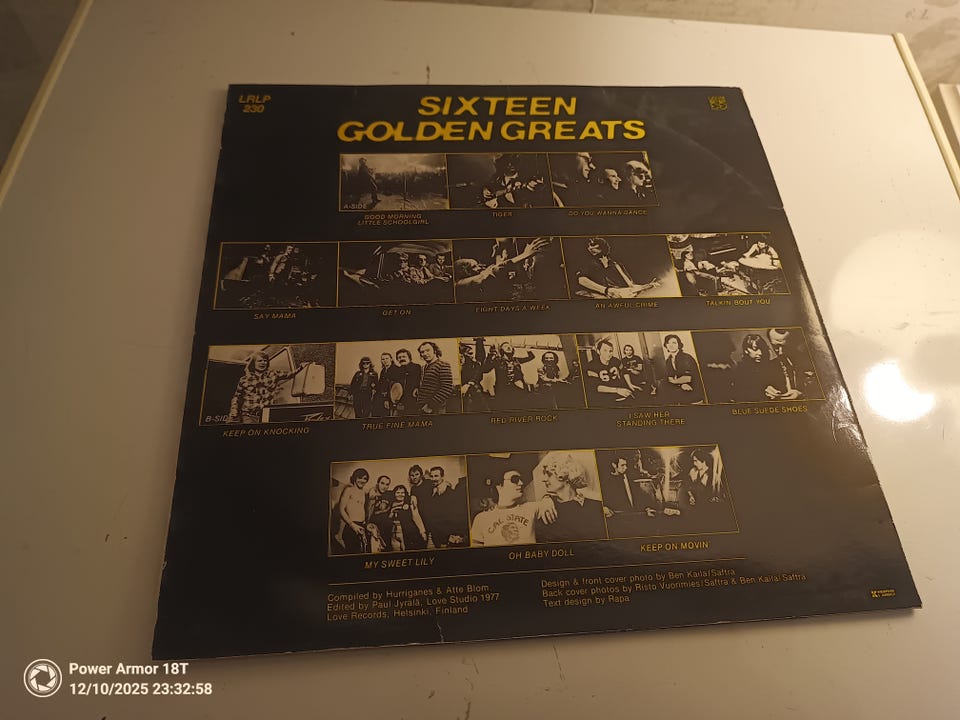 LRLP
230
SIXTEEN
GOLDEN GREATS
A-SIDE
GOOD MORNING
LITTLE SCHOOLGIRL
TIGER
DO YOU WANNA DANCE
SAY MAMA
GET ON
EIGHT DAYS A WEEK
AN AWFUL CRIME
TALKIN 'BOUT YOU
B-SIDE
KEEP ON KNOCKING
TRUE FINE MAMA
RED RIVER ROCK
I SAW HER
STANDING THERE
BLUE SUEDE SHOES
63
CAL STATE
MY SWEET LILY
OH BABY DOLL
KEEP ON MOVIN'
Compiled by Hurriganes & Atte Blom
Edited by Paul Jyrälä, Love Studio 1977
Love Records, Helsinki, Finland
Design & front cover photo by Ben Kaila/Saftra
Back cover photos by Risto Vuorimies/Saftra & Ben Kaila/Saftra
Text design by Rapa
Power Armor 18T
12/10/2025 23:32:58